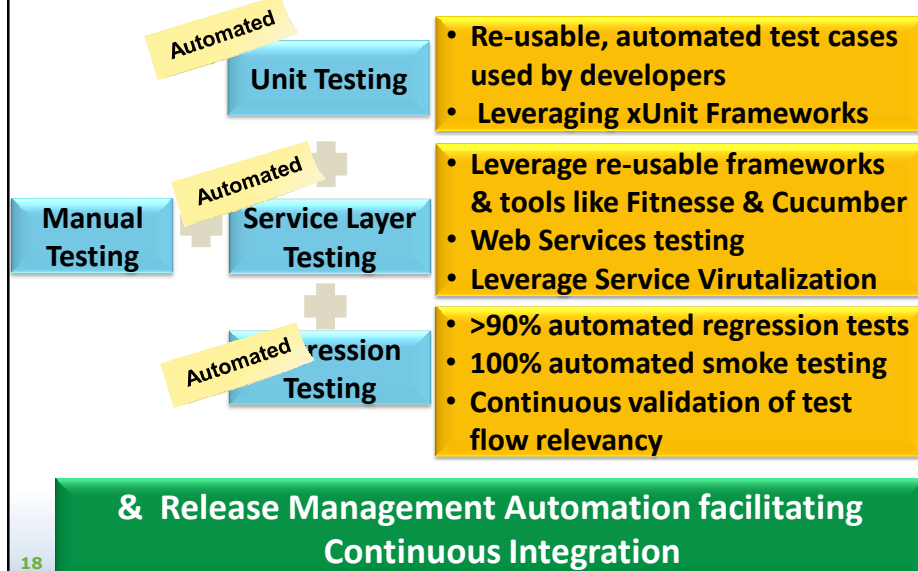 Automated
Unit Testing
• Re-usable, automated test cases
used by developers
• Leveraging xUnit Frameworks
Manual
Testing
Automated
Service Layer
Testing
• Leverage re-usable frameworks
& tools like Fitnesse & Cucumber
• Web Services testing
• Leverage Service Virutalization
Automated
ression
Testing
• >90% automated regression tests
• 100% automated smoke testing
• Continuous validation of test
flow relevancy
& Release Management Automation facilitating
Continuous Integration
18